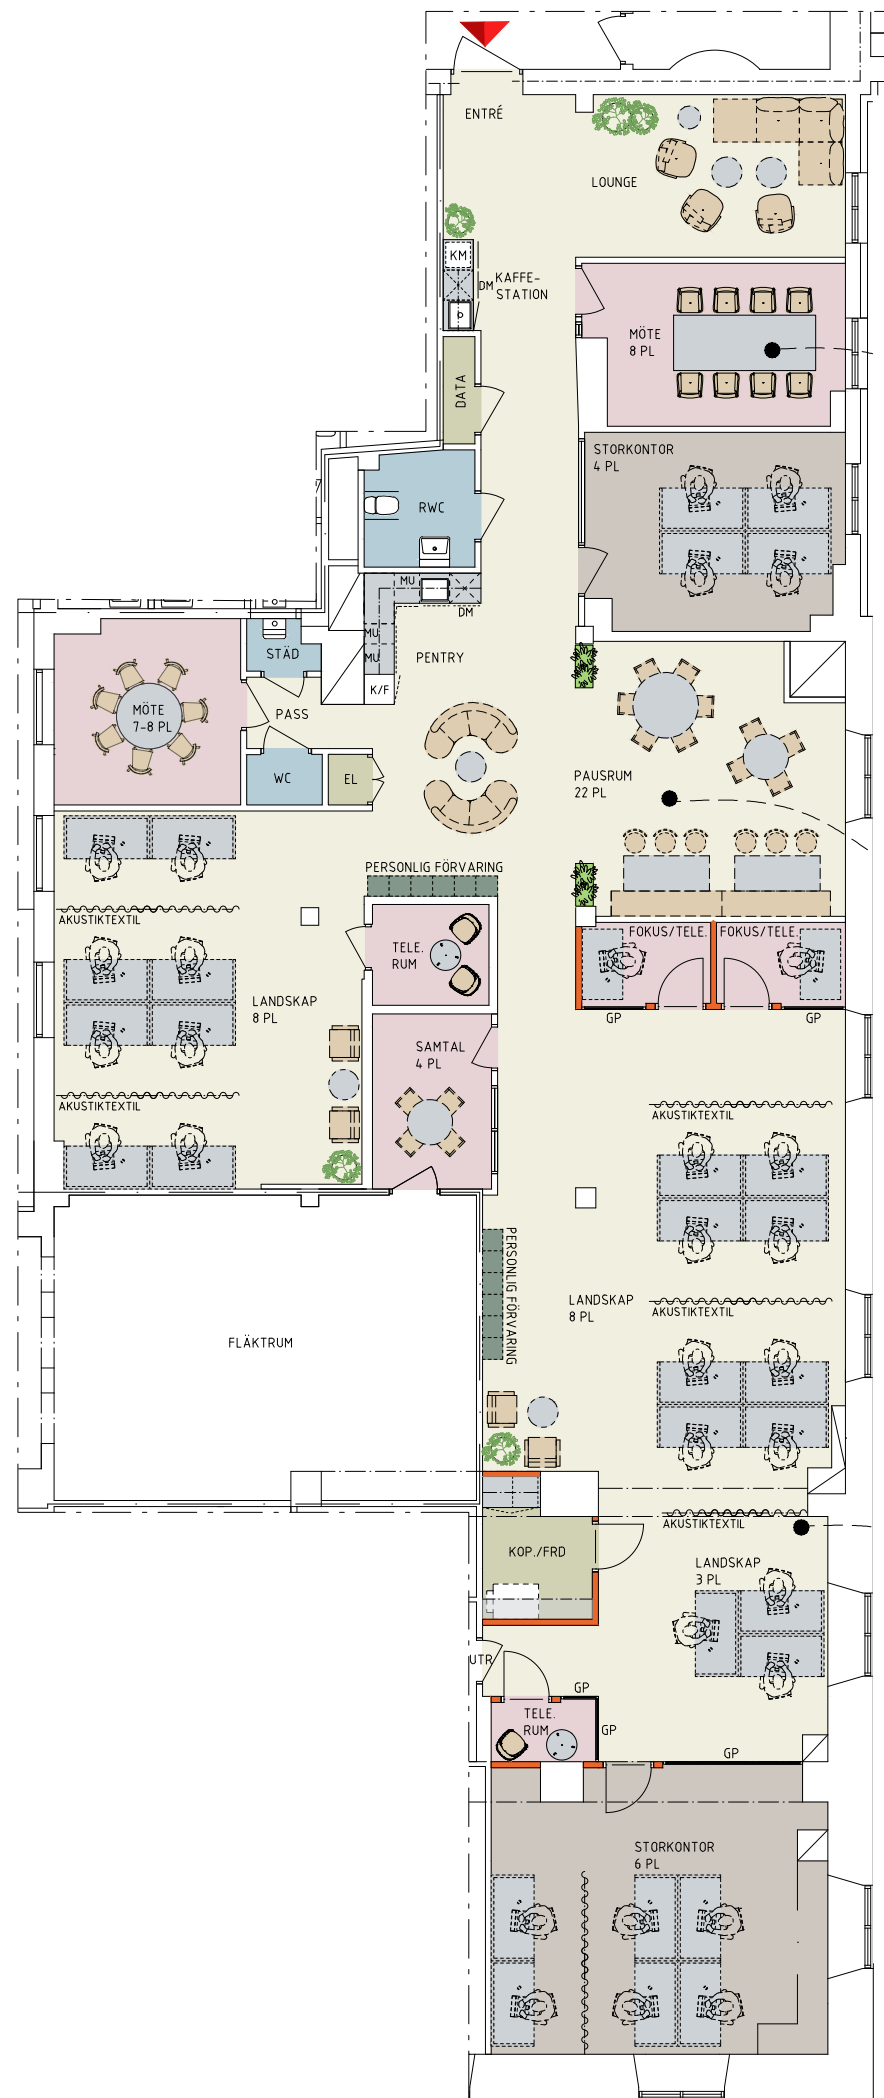 ENTRÉ
LOUNGE
KM
DM
KAFFE-
STATION
MÖTE
8 PL
DATA
STORKONTOR
4 PL
RWC
MU
DM
MU
MU
K/F
PENTRY
STÄD
MÖTE
7-8 PL
PASS
WC
EL
PAUSRUM
22 PL
PERSONLIG FÖRVARING
AKUSTIKTEXTIL
TELE.
RUM
FOKUS/TELE.
FOKUS/TELE.
LANDSKAP
8 PL
GP
GP
SAMTAL
4 PL
AKUSTIKTEXTIL
AKUSTIKTEXTIL
PERSONLIG FÖRVARING
LANDSKAP
8 PL
AKUSTIKTEXTIL
FLÄKTRUM
AKUSTIKTEXTIL
KOP./FRD
LANDSKAP
3 PL
UTR
GP
TELE.
RUM
GP
GP
STORKONTOR
6 PL